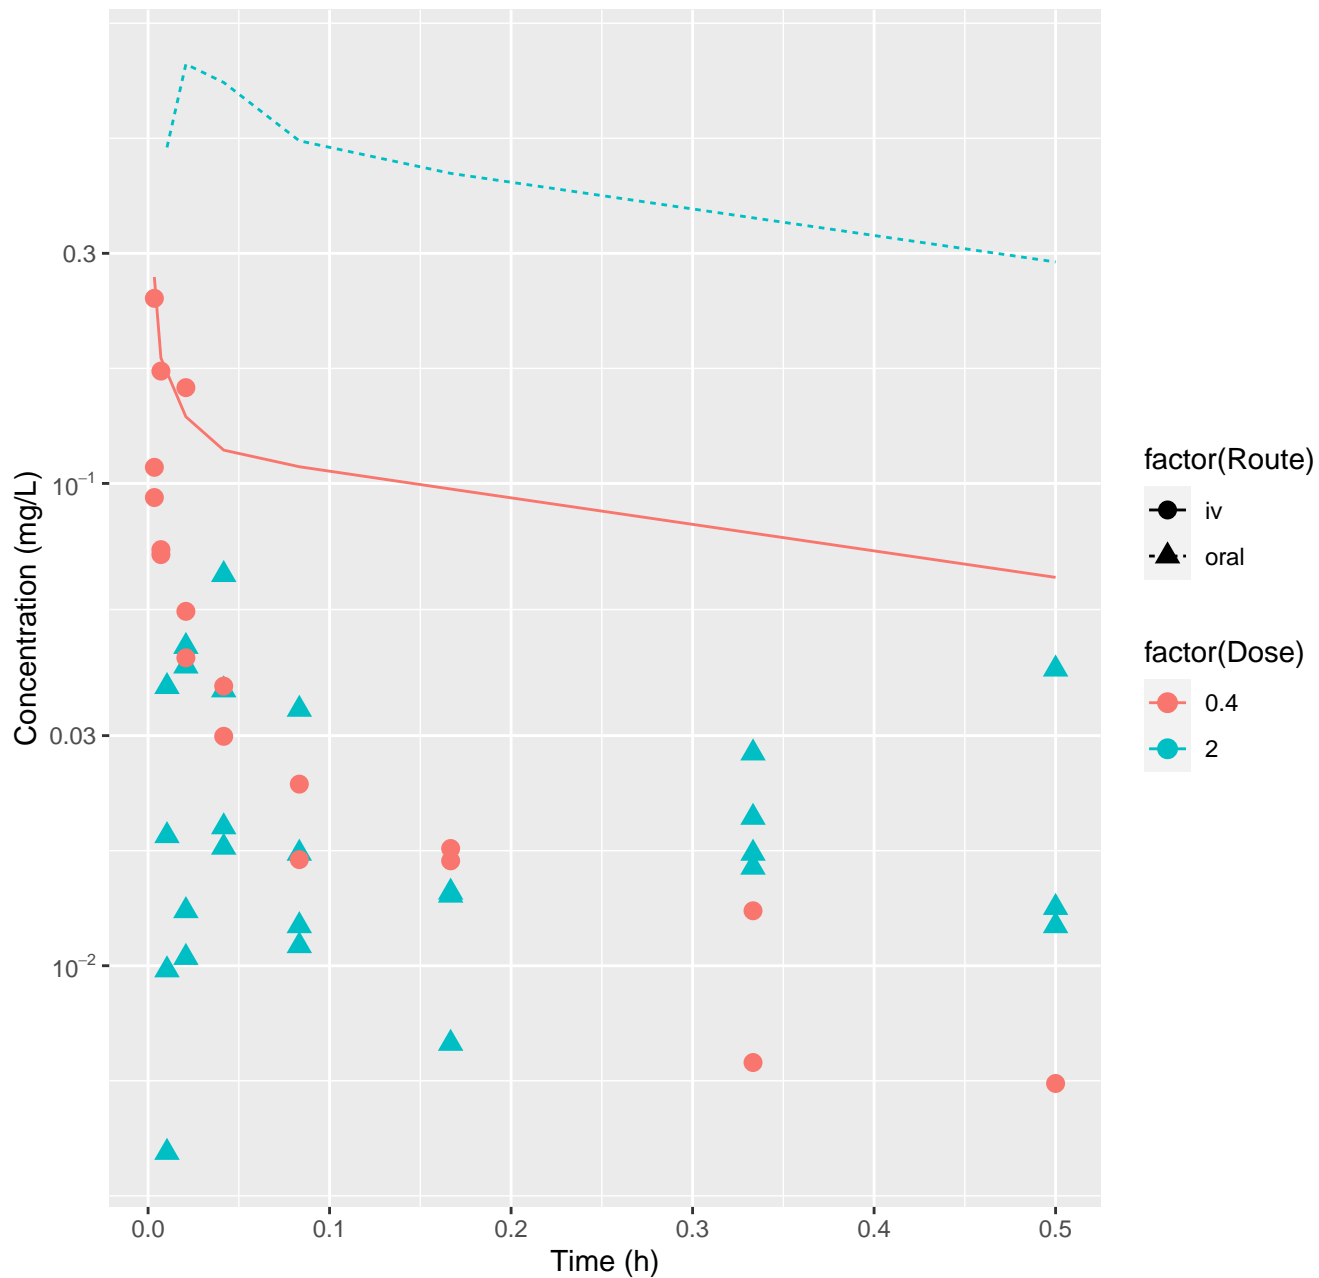 Concentration (mg/L)
0.3
10⁻¹
0.03
10⁻²
0.0 0.1 0.2 0.3 0.4 0.5
Time (h)
factor(Route)
iv
oral
factor(Dose)
0.4
2